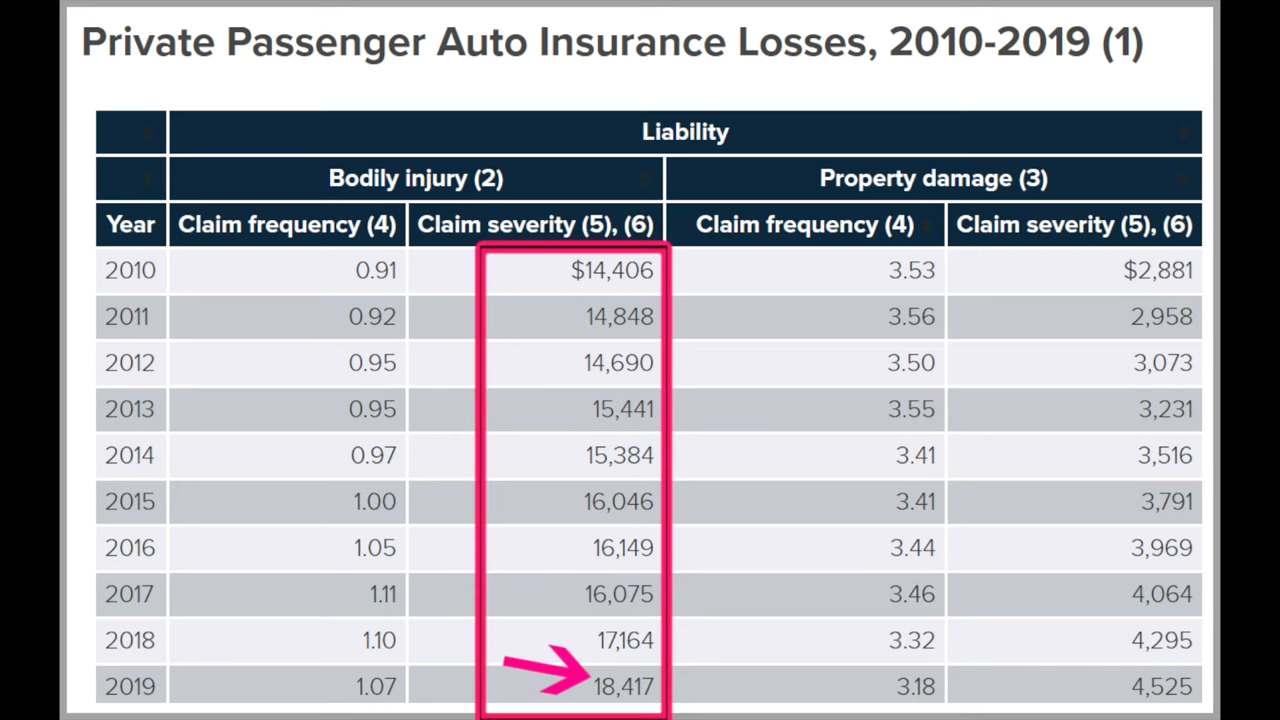 Private Passenger Auto Insurance Losses, 2010-2019 (1)
Liability
Bodily injury (2) Property damage (3)
Year Claim frequency (4) Claim severity (5), (6) Claim frequency (4) Claim severity (5), (6)
2010 0.91 $14,406 3.53 $2,881
2011 0.92 14,848 3.56 2,958
2012 0.95 14,690 3.50 3,073
2013 0.95 15,441 3.55 3,231
2014 0.97 15,384 3.41 3,516
2015 1.00 16,046 3.41 3,791
2016 1.05 16,149 3.44 3,969
2017 1.11 16,075 3.46 4,064
2018 1.10 17,164 3.32 4,295
2019 1.07 18,417 3.18 4,525